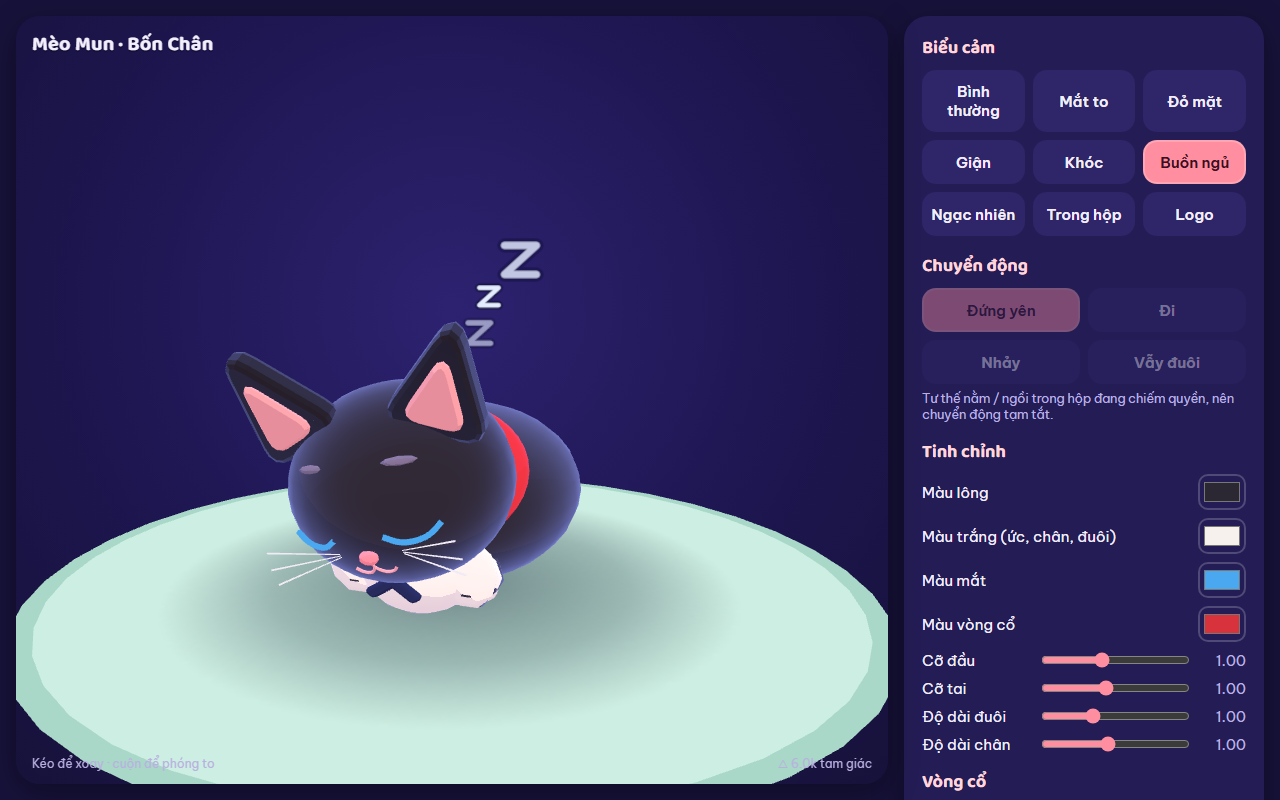 Mèo Mun · Bốn Chân
Z
Z
Z
Kéo để xoay · cuộn để phóng to
△ 6.0k tam giác
Biểu cảm
Bình
thường
Mắt to
Đỏ mặt
Giận
Khóc
Buồn ngủ
Ngạc nhiên
Trong hộp
Logo
Chuyển động
Đứng yên
Đi
Nhảy
Vẫy đuôi
Tư thế nằm / ngồi trong hộp đang chiếm quyền, nên
chuyển động tạm tắt.
Tinh chỉnh
Màu lông
Màu trắng (ức, chân, đuôi)
Màu mắt
Màu vòng cổ
Cỡ đầu 1.00
Cỡ tai 1.00
Độ dài đuôi 1.00
Độ dài chân 1.00
Vòng cổ